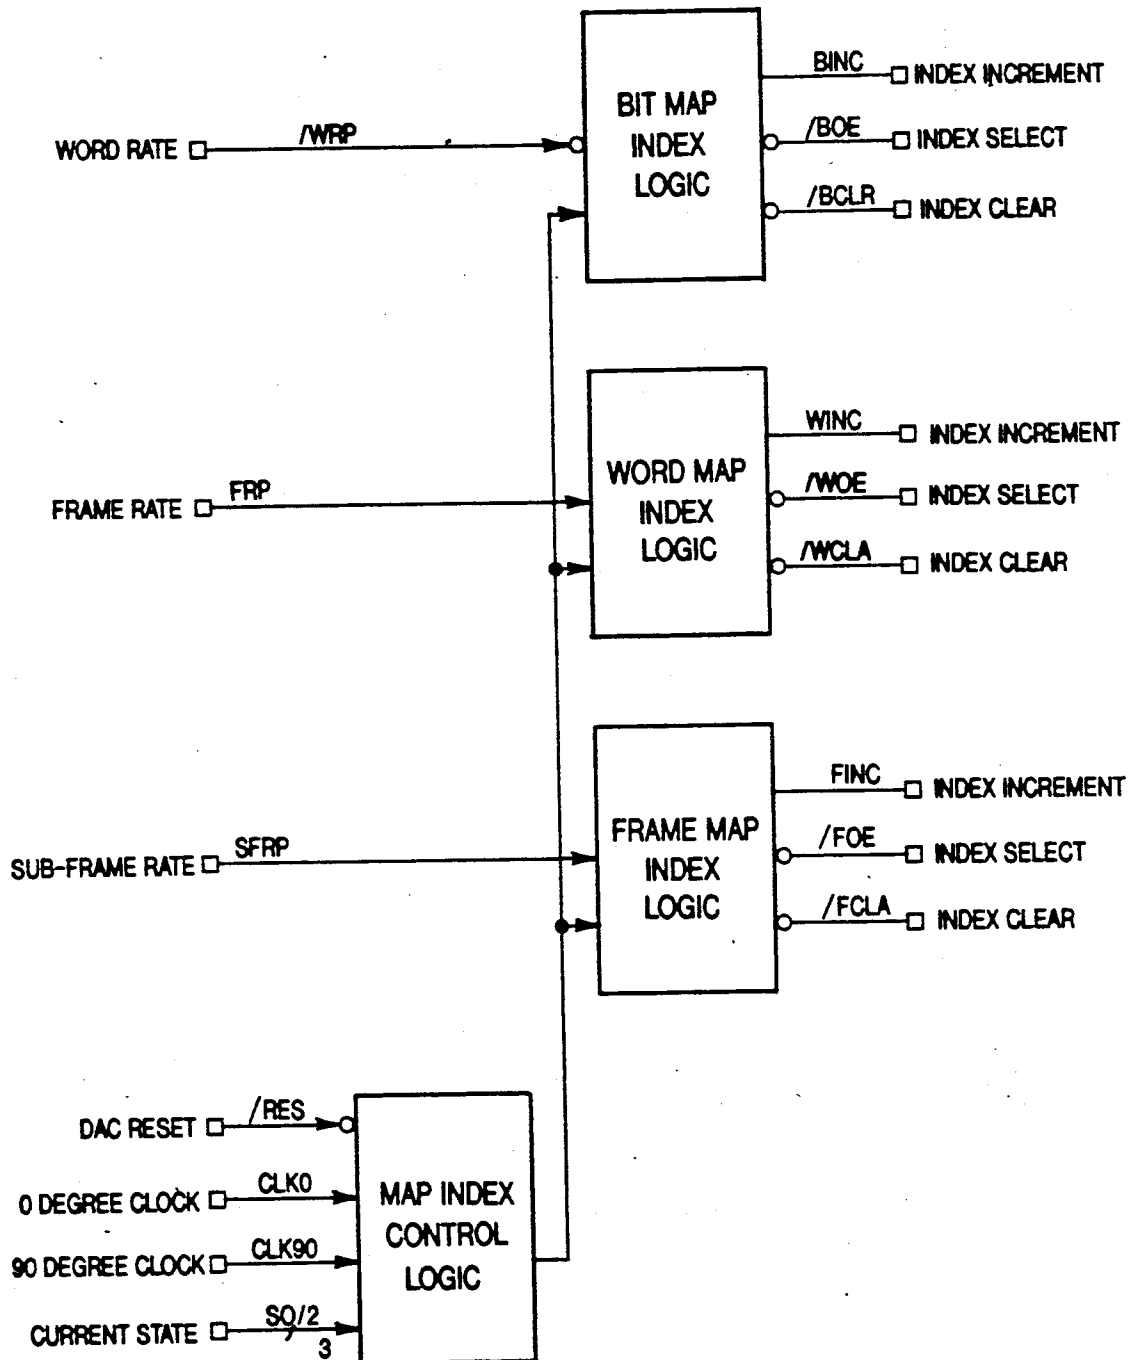 BINC
INDEX INCREMENT
BIT MAP
INDEX
LOGIC
WORD RATE
/WRP
/BOE
INDEX SELECT
/BCLR
INDEX CLEAR
WINC
INDEX INCREMENT
WORD MAP
INDEX
LOGIC
FRAME RATE
FRP
/WOE
INDEX SELECT
/WCLA
INDEX CLEAR
FINC
INDEX INCREMENT
FRAME MAP
INDEX
LOGIC
SUB-FRAME RATE
SFRP
/FOE
INDEX SELECT
/FCLA
INDEX CLEAR
DAC RESET
/RES
0 DEGREE CLOCK
CLK0
MAP INDEX
CONTROL
LOGIC
90 DEGREE CLOCK
CLK90
CURRENT STATE
S0/2
3